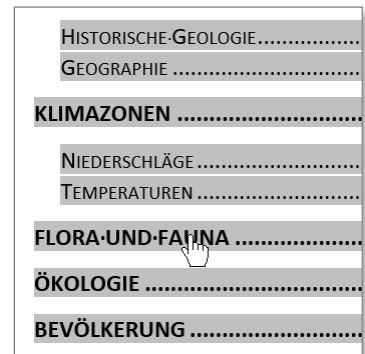 HISTORISCHE·GEOLOGIE..................
GEOGRAPHIE ..............................
KLIMAZONEN ............................
NIEDERSCHLÄGE..........................
TEMPERATUREN ..........................
FLORA·UND·FAUNA ...................
ÖKOLOGIE .................................
BEVÖLKERUNG ..........................